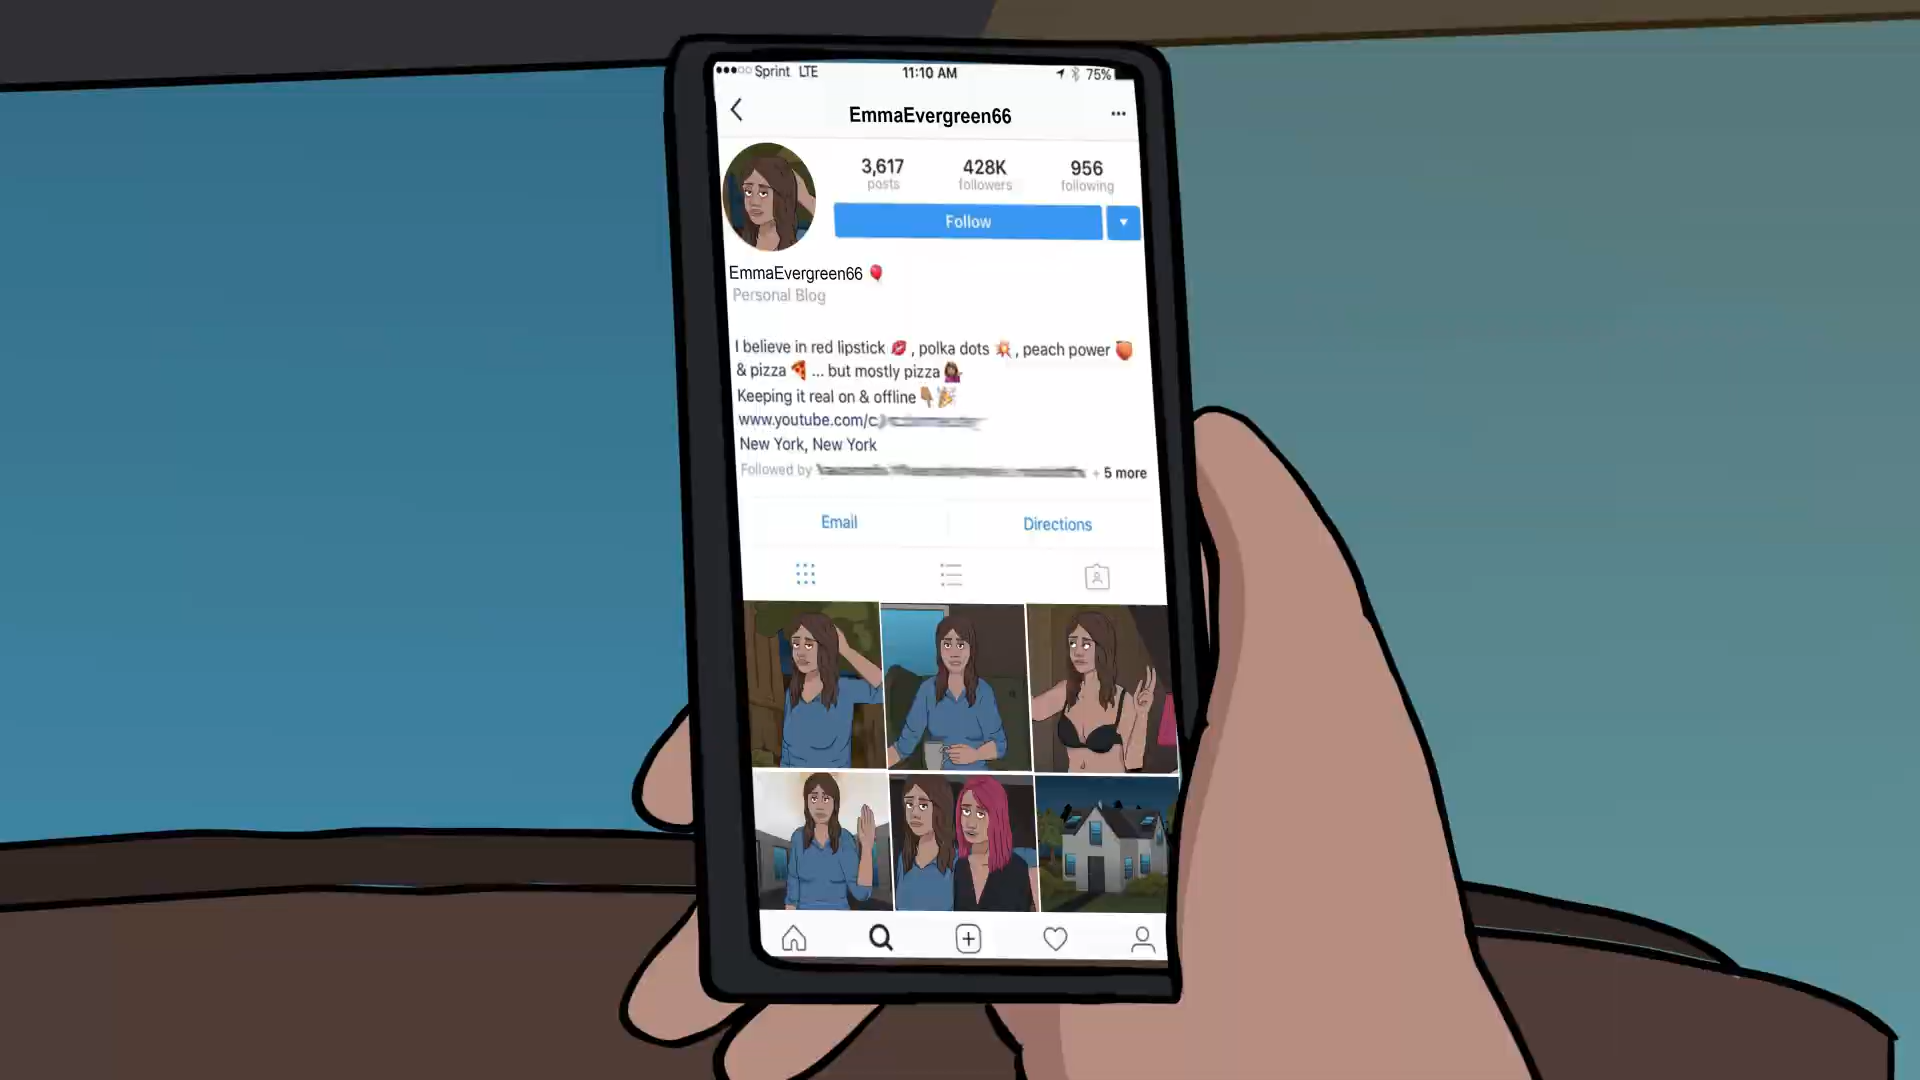 Sprint LTE 11:10 AM 75%
EmmaEvergreen66
3,617 428K 956
posts followers following
Follow
EmmaEvergreen66
Personal Blog
I believe in red lipstick 💋 , polka dots 💥 , peach power 🍑
& pizza 🍕 ... but mostly pizza 💁🏾‍♀️
Keeping it real on & offline 👇🏽🎉
www.youtube.com/c/
New York, New York
Followed by + 5 more
Email Directions